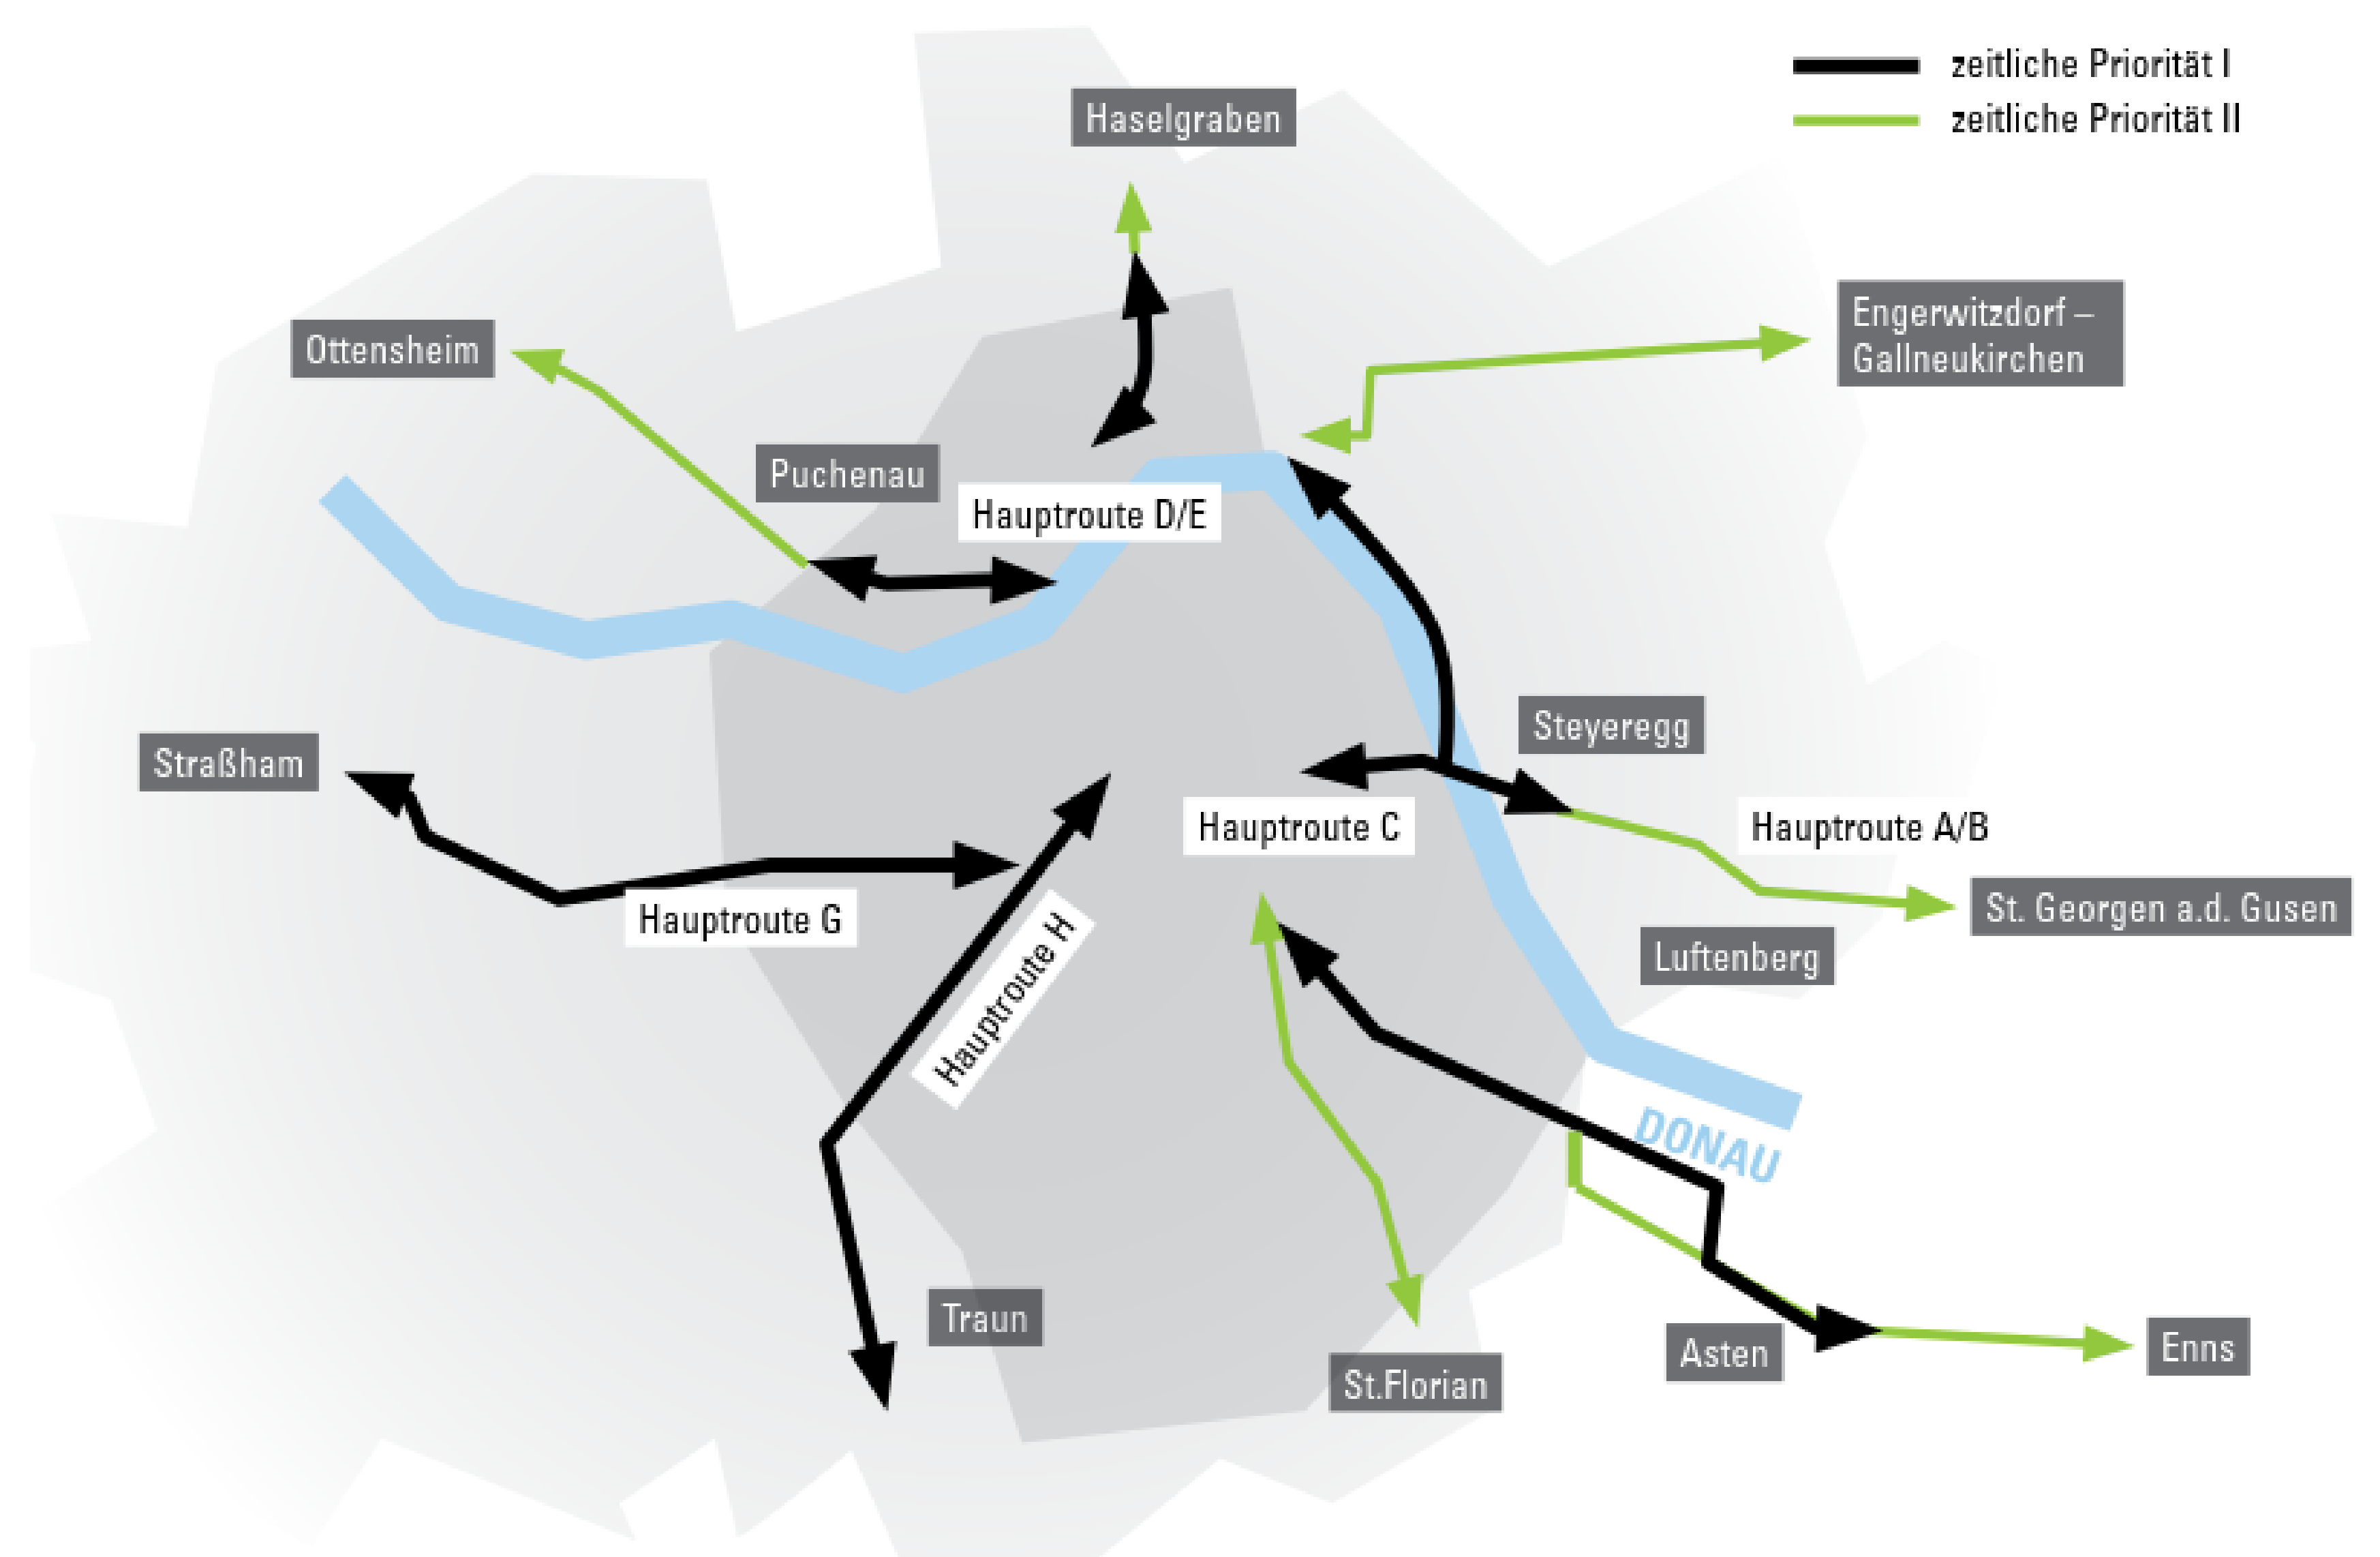 zeitliche Priorität I
zeitliche Priorität II
Haselgraben
Engerwitzdorf –
Gallneukirchen
Ottensheim
Puchenau
Hauptroute D/E
Steyeregg
Straßham
Hauptroute C
Hauptroute A/B
St. Georgen a.d. Gusen
Hauptroute G
Hauptroute H
Luftenberg
DONAU
Traun
St.Florian
Asten
Enns